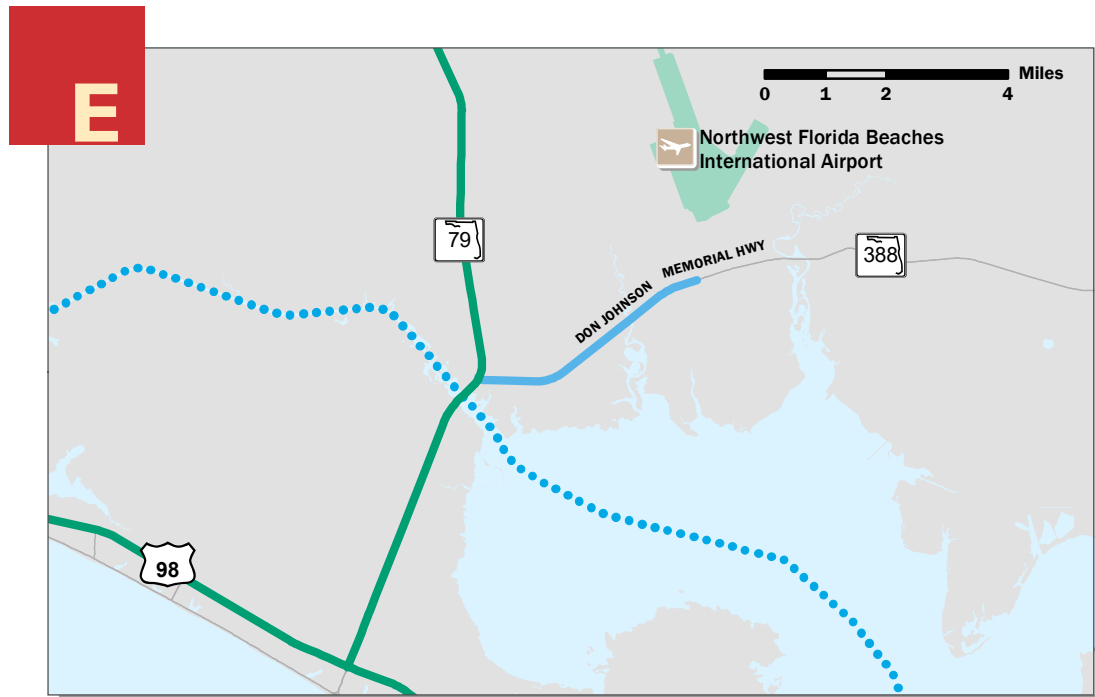 E
Miles
0 1 2 4
Northwest Florida Beaches
International Airport
79
DON JOHNSON MEMORIAL HWY
388
98